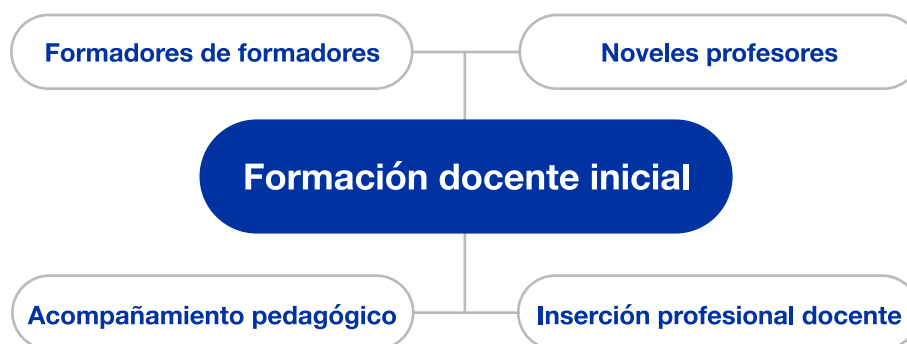 Formadores de formadores
Noveles profesores
Formación docente inicial
Acompañamiento pedagógico
Inserción profesional docente